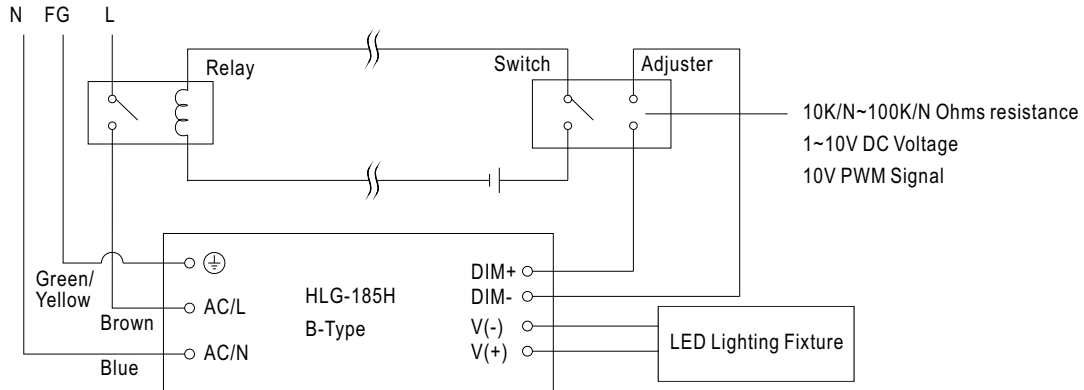 N FG L
Relay
Switch
Adjuster
10K/N~100K/N Ohms resistance
1~10V DC Voltage
10V PWM Signal
Green/
Yellow
Brown
Blue
AC/L
AC/N
HLG-185H
B-Type
DIM+
DIM-
V(-)
V(+)
LED Lighting Fixture